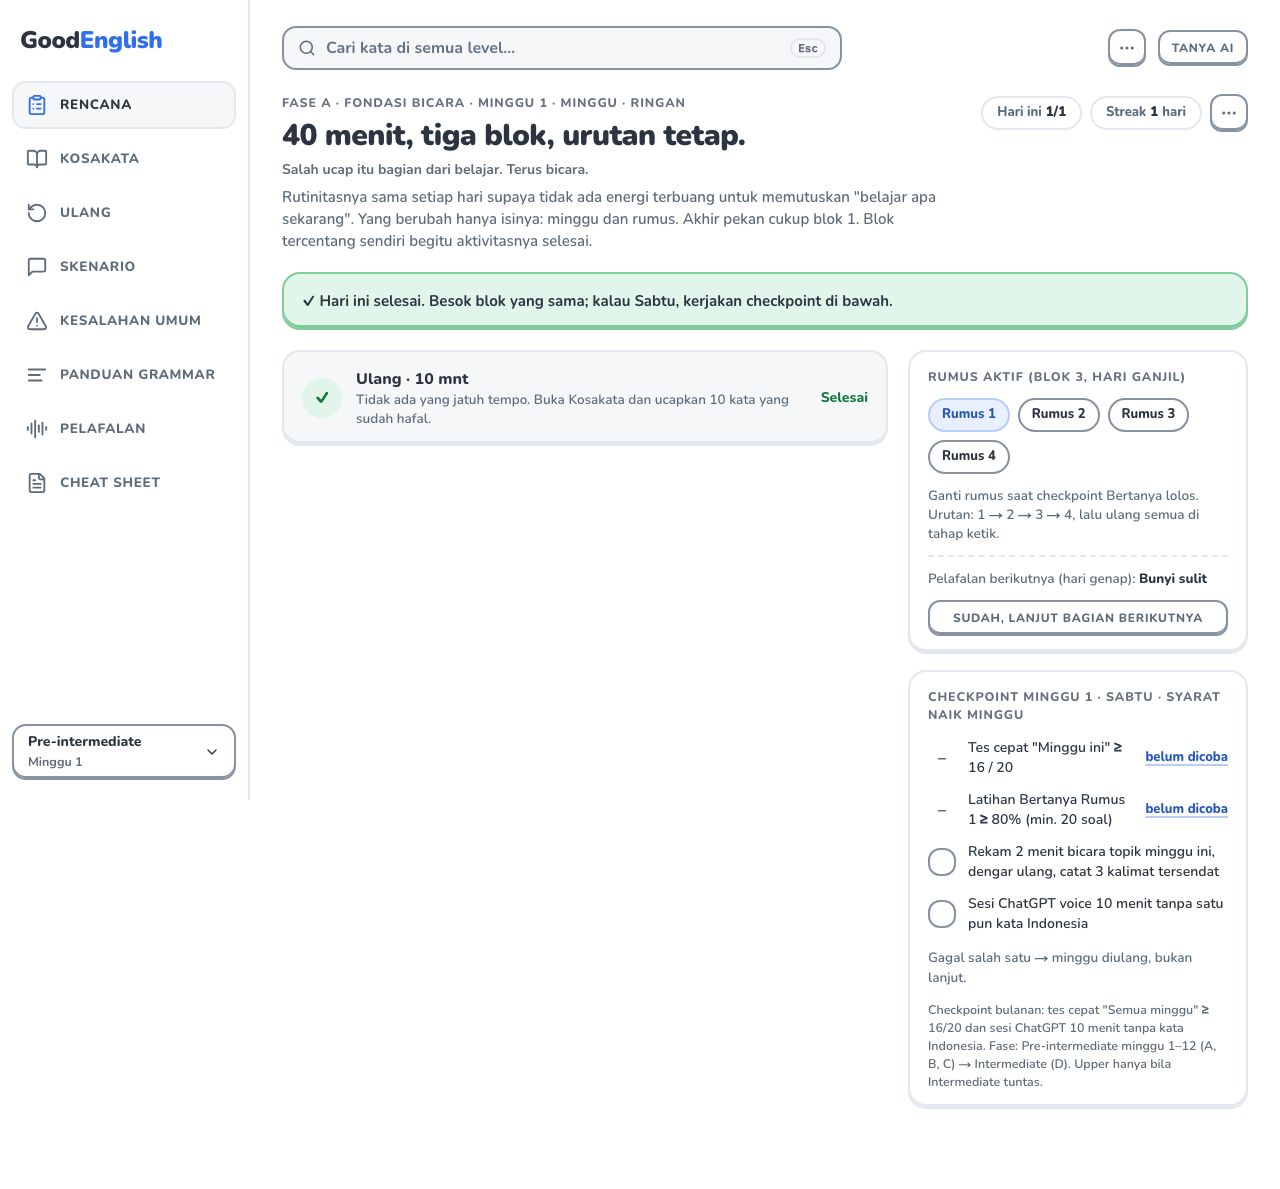 GoodEnglish
RENCANA
KOSAKATA
ULANG
SKENARIO
KESALAHAN UMUM
PANDUAN GRAMMAR
PELAFALAN
CHEAT SHEET
Pre-intermediate
Minggu 1
Cari kata di semua level...
Esc
TANYA AI
FASE A · FONDASI BICARA · MINGGU 1 · MINGGU · RINGAN
40 menit, tiga blok, urutan tetap.
Salah ucap itu bagian dari belajar. Terus bicara.
Rutinitasnya sama setiap hari supaya tidak ada energi terbuang untuk memutuskan "belajar apa
sekarang". Yang berubah hanya isinya: minggu dan rumus. Akhir pekan cukup blok 1. Blok
tercentang sendiri begitu aktivitasnya selesai.
Hari ini 1/1
Streak 1 hari
✓ Hari ini selesai. Besok blok yang sama; kalau Sabtu, kerjakan checkpoint di bawah.
Ulang · 10 mnt
Tidak ada yang jatuh tempo. Buka Kosakata dan ucapkan 10 kata yang
sudah hafal.
Selesai
RUMUS AKTIF (BLOK 3, HARI GANJIL)
Rumus 1
Rumus 2
Rumus 3
Rumus 4
Ganti rumus saat checkpoint Bertanya lolos.
Urutan: 1 → 2 → 3 → 4, lalu ulang semua di
tahap ketik.
Pelafalan berikutnya (hari genap): Bunyi sulit
SUDAH, LANJUT BAGIAN BERIKUTNYA
CHECKPOINT MINGGU 1 · SABTU · SYARAT
NAIK MINGGU
– Tes cepat "Minggu ini" ≥
16 / 20
belum dicoba
– Latihan Bertanya Rumus
1 ≥ 80% (min. 20 soal)
belum dicoba
Rekam 2 menit bicara topik minggu ini,
dengar ulang, catat 3 kalimat tersendat
Sesi ChatGPT voice 10 menit tanpa satu
pun kata Indonesia
Gagal salah satu → minggu diulang, bukan
lanjut.
Checkpoint bulanan: tes cepat "Semua minggu" ≥
16/20 dan sesi ChatGPT 10 menit tanpa kata
Indonesia. Fase: Pre-intermediate minggu 1–12 (A,
B, C) → Intermediate (D). Upper hanya bila
Intermediate tuntas.